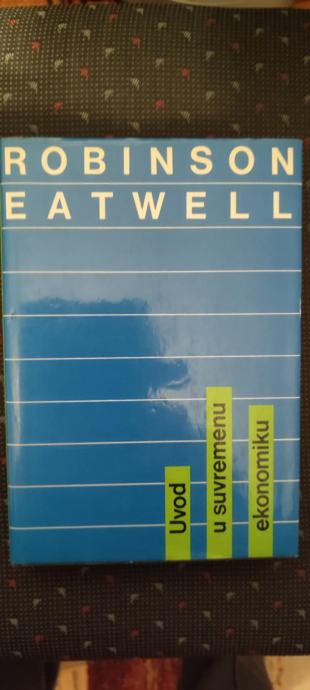 ROBINSON
EATWELL
Uvod
u suvremenu
ekonomiku